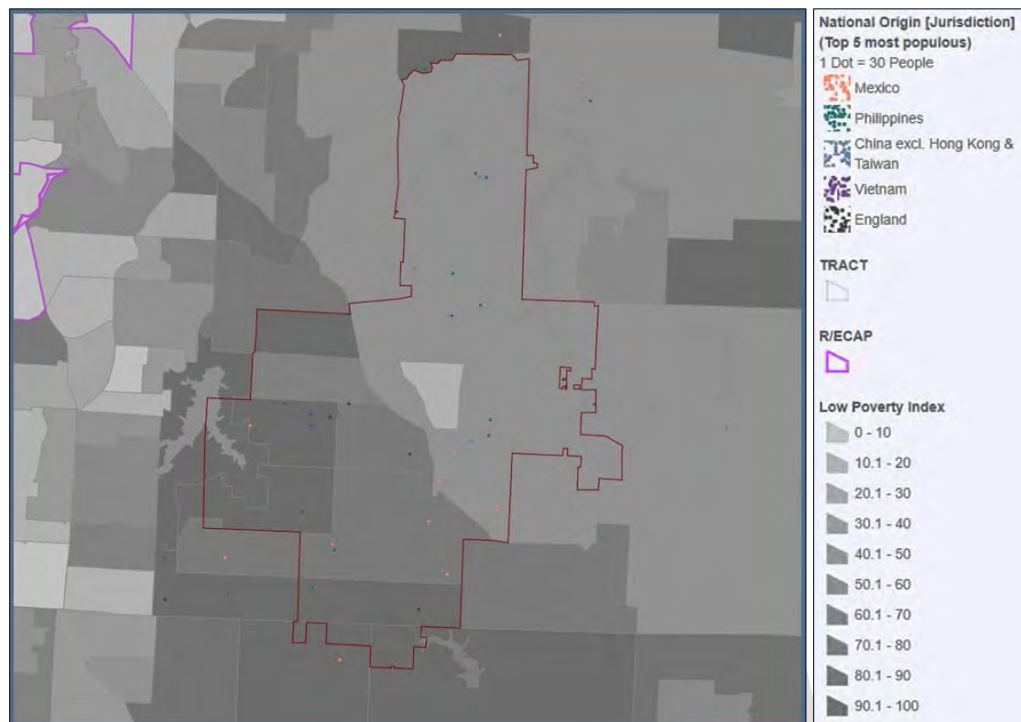 National Origin [Jurisdiction]
(Top 5 most populous)
1 Dot = 30 People
Mexico
Philippines
China excl. Hong Kong &
Taiwan
Vietnam
England
TRACT
R/ECAP
Low Poverty Index
0 - 10
10.1 - 20
20.1 - 30
30.1 - 40
40.1 - 50
50.1 - 60
60.1 - 70
70.1 - 80
80.1 - 90
90.1 - 100